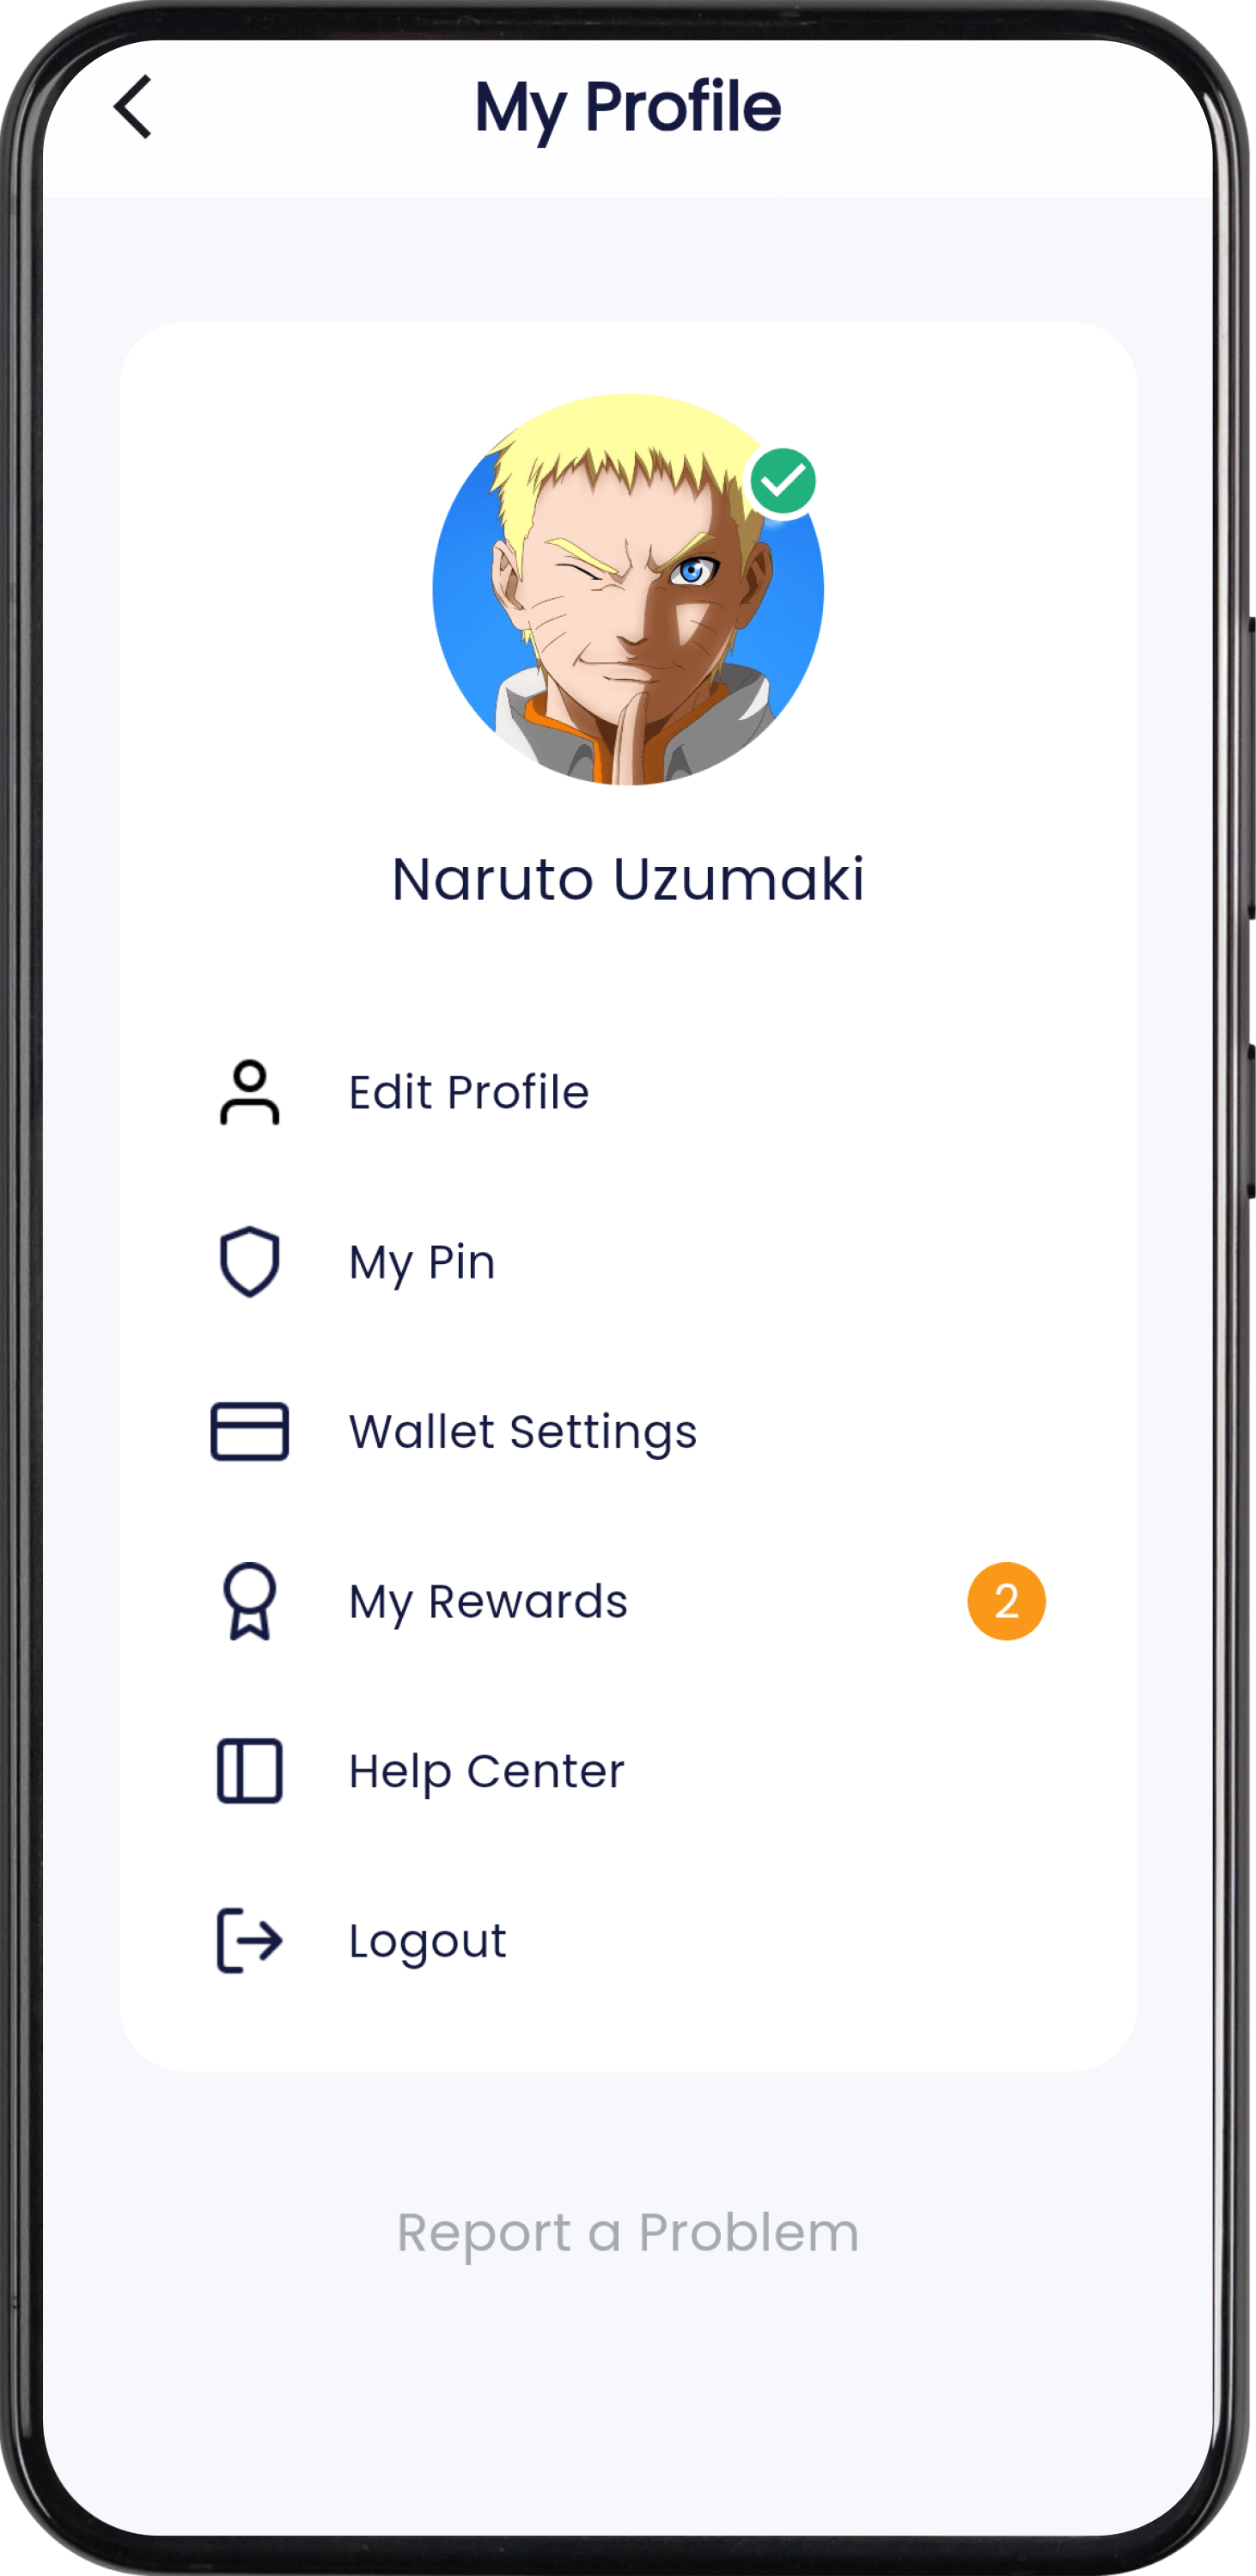 My Profile
Naruto Uzumaki
Edit Profile
My Pin
Wallet Settings
My Rewards
2
Help Center
Logout
Report a Problem